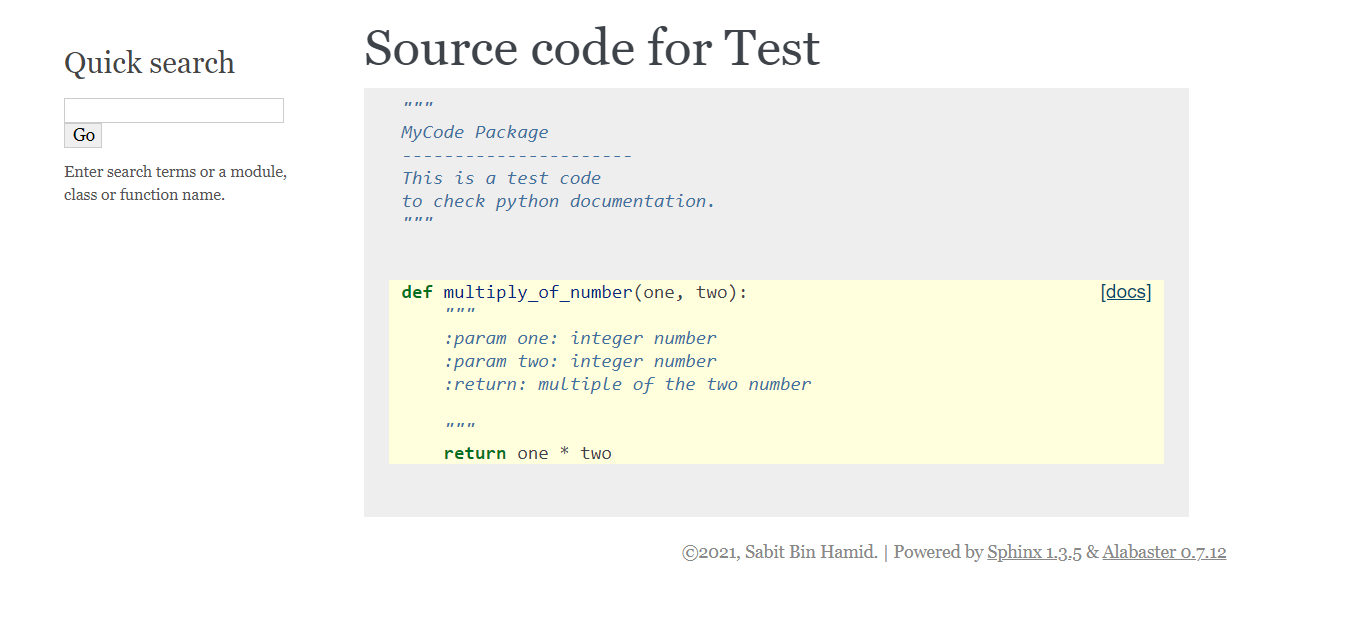 Quick search
Go
Enter search terms or a module,
class or function name.
Source code for Test
"""
MyCode Package
----------------------
This is a test code
to check python documentation.
"""
def multiply_of_number(one, two):
[docs]
"""
:param one: integer number
:param two: integer number
:return: multiple of the two number
"""
return one * two
©2021, Sabit Bin Hamid. | Powered by Sphinx 1.3.5 & Alabaster 0.7.12